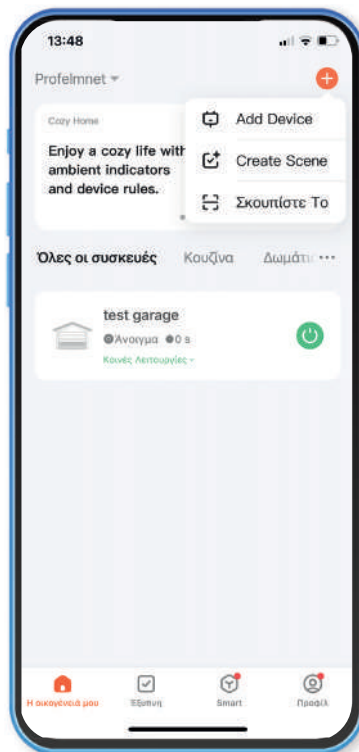 13:48
Profelmnet
Cozy Home
Enjoy a cozy life with
ambient indicators
and device rules.
Add Device
Create Scene
Σκουπίστε Το
Όλες οι συσκευές Κουζίνα Δωμάτι
test garage
Άνοιγμα 0 s
Κοινές Λειτουργίες
Η οικογένειά μου Έξυπνη Smart Προφίλ